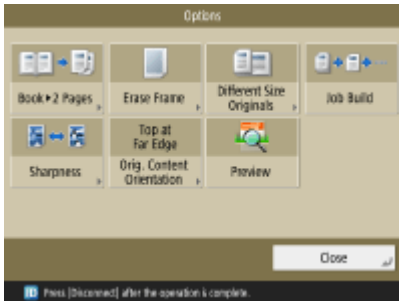 Options
Book▸2 Pages
Erase Frame
Different Size
Originals
Job Build
Sharpness
Top at
Far Edge
Orig. Content
Orientation
Preview
Close
Press [Disconnect] after the operation is complete.